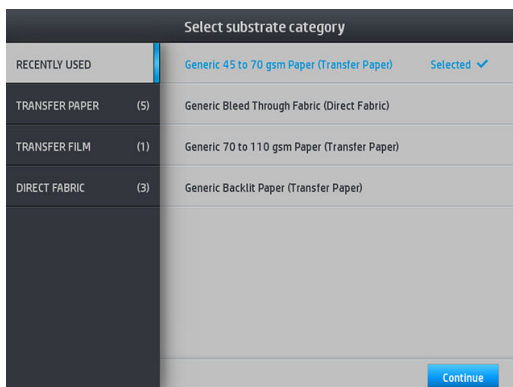 Select substrate category
RECENTLY USED
TRANSFER PAPER (5)
TRANSFER FILM (1)
DIRECT FABRIC (3)
Generic 45 to 70 gsm Paper (Transfer Paper) Selected
Generic Bleed Through Fabric (Direct Fabric)
Generic 70 to 110 gsm Paper (Transfer Paper)
Generic Backlit Paper (Transfer Paper)
Continue